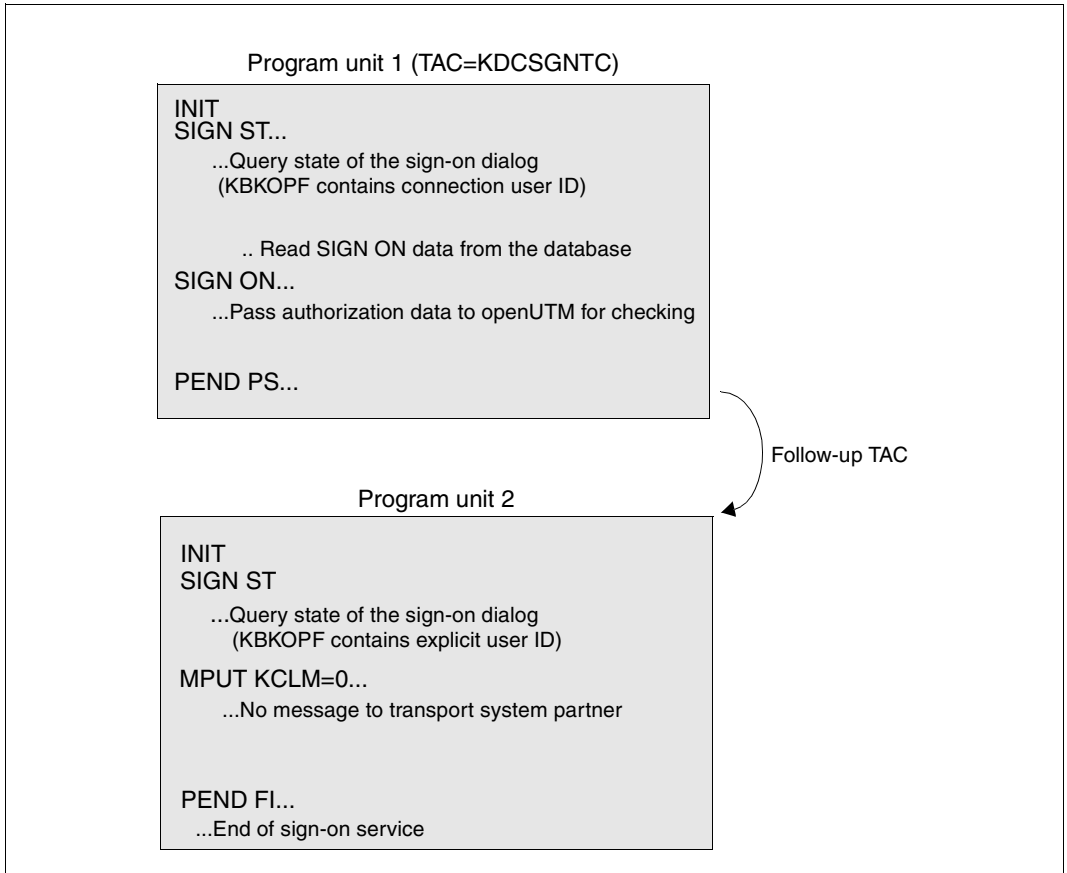 Program unit 1 (TAC=KDCSGNTC)
INIT
SIGN ST...
...Query state of the sign-on dialog
(KBKOPF contains connection user ID)
.. Read SIGN ON data from the database
SIGN ON...
...Pass authorization data to openUTM for checking
PEND PS...
Follow-up TAC
Program unit 2
INIT
SIGN ST
...Query state of the sign-on dialog
(KBKOPF contains explicit user ID)
MPUT KCLM=0...
...No message to transport system partner
PEND FI...
...End of sign-on service